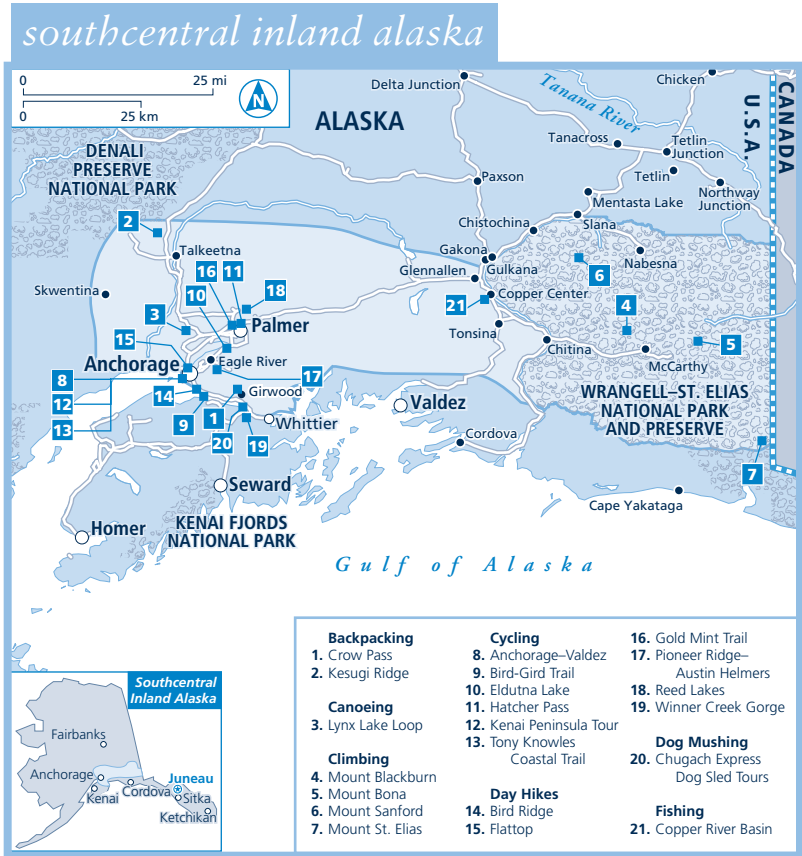 southcentral inland alaska
0 25 mi
0 25 km
N
Delta Junction
Chicken
CANADA
U.S.A.
Tanana River
ALASKA
Tanacross
Tetlin
Junction
DENALI
PRESERVE
NATIONAL PARK
Paxson
Tetlin
Northway
Junction
Mentasta Lake
2
Chistochina
Slana
Talkeetna
Gakona
Gulkana
Nabesna
Glennallen
6
16
11
18
Skwentina
10
21
Copper Center
4
3
Palmer
Tonsina
15
5
Chitina
Anchorage
Eagle River
McCarthy
8
17
12
14
Girwood
WRANGELL–ST. ELIAS
NATIONAL PARK
AND PRESERVE
Valdez
13
9
1
Whittier
20
19
Cordova
7
Seward
Cape Yakataga
Homer
KENAI FJORDS
NATIONAL PARK
Gulf of Alaska
Southcentral
Inland Alaska
Fairbanks
Anchorage
Kenai
Cordova
Juneau
Sitka
Ketchikan
Backpacking
1. Crow Pass
2. Kesugi Ridge
Canoeing
3. Lynx Lake Loop
Climbing
4. Mount Blackburn
5. Mount Bona
6. Mount Sanford
7. Mount St. Elias
Cycling
8. Anchorage–Valdez
9. Bird-Gird Trail
10. Eldutna Lake
11. Hatcher Pass
12. Kenai Peninsula Tour
13. Tony Knowles
Coastal Trail
Day Hikes
14. Bird Ridge
15. Flattop
16. Gold Mint Trail
17. Pioneer Ridge–
Austin Helmers
18. Reed Lakes
19. Winner Creek Gorge
Dog Mushing
20. Chugach Express
Dog Sled Tours
Fishing
21. Copper River Basin